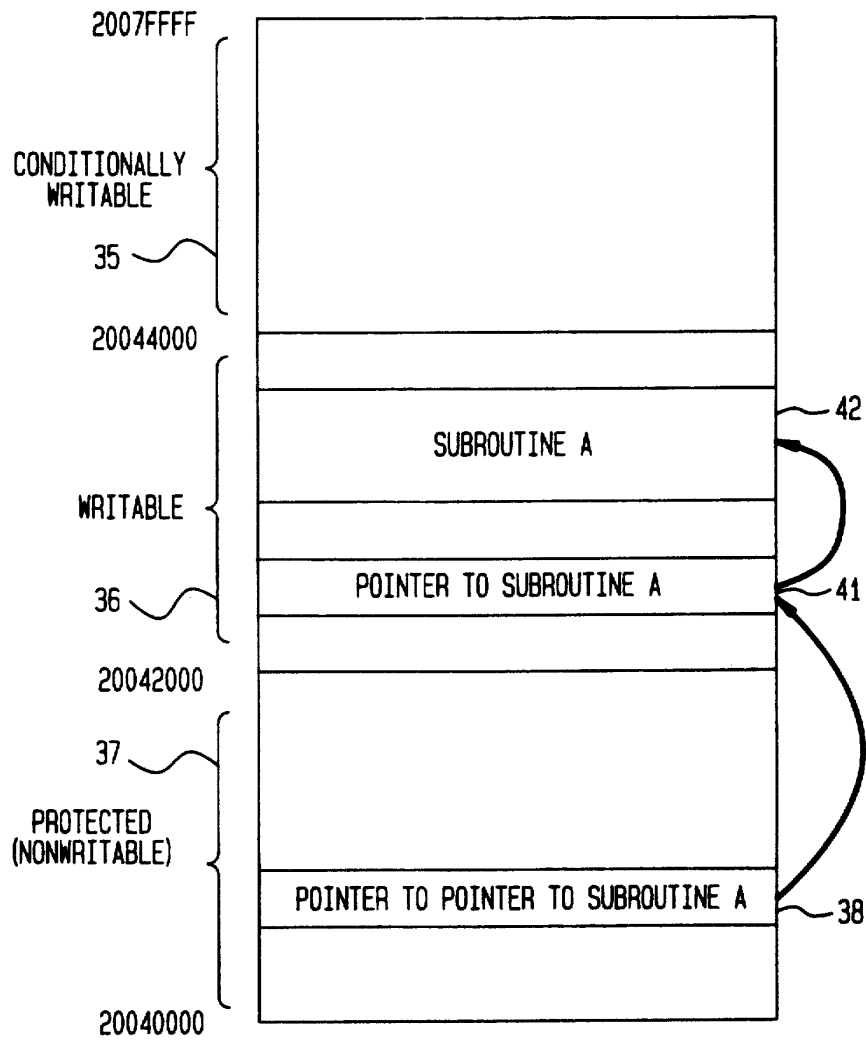 2007FFFF
CONDITIONALLY
WRITABLE
35
20044000
42
SUBROUTINE A
WRITABLE
POINTER TO SUBROUTINE A
41
36
20042000
37
PROTECTED
(NONWRITABLE)
POINTER TO POINTER TO SUBROUTINE A
38
20040000